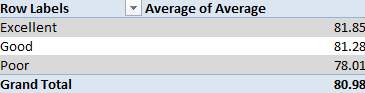 Row Labels Average of Average
Excellent 81.85
Good 81.28
Poor 78.01
Grand Total 80.98